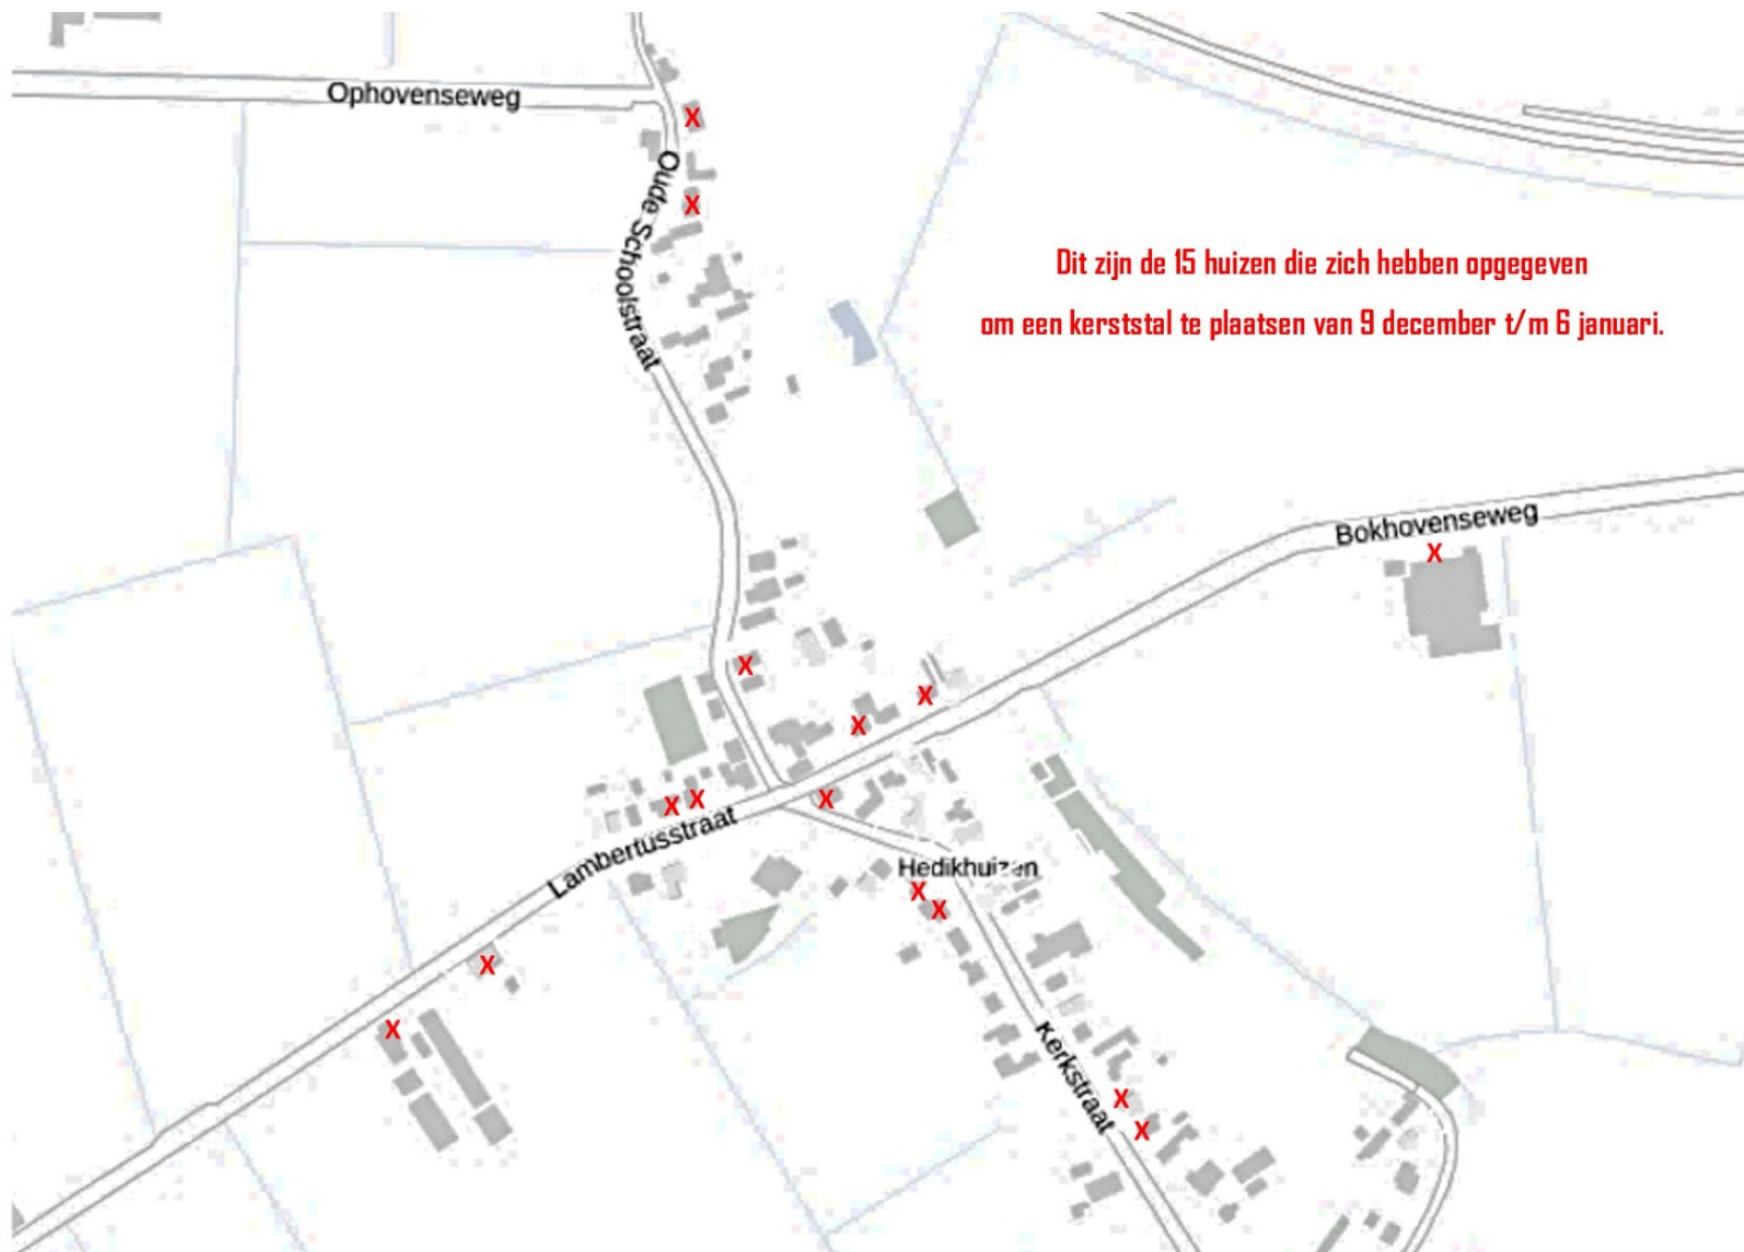 Ophovenseweg
X
Oude Schoolstraat
X
Dit zijn de 15 huizen die zich hebben opgegeven
om een kerststal te plaatsen van 9 december t/m 6 januari.
Bokhovenseweg
X
X
X
X
X
X
X
Lambertusstraat
Hedikhuizen
X
X
X
X
Kerkstraat
X
X